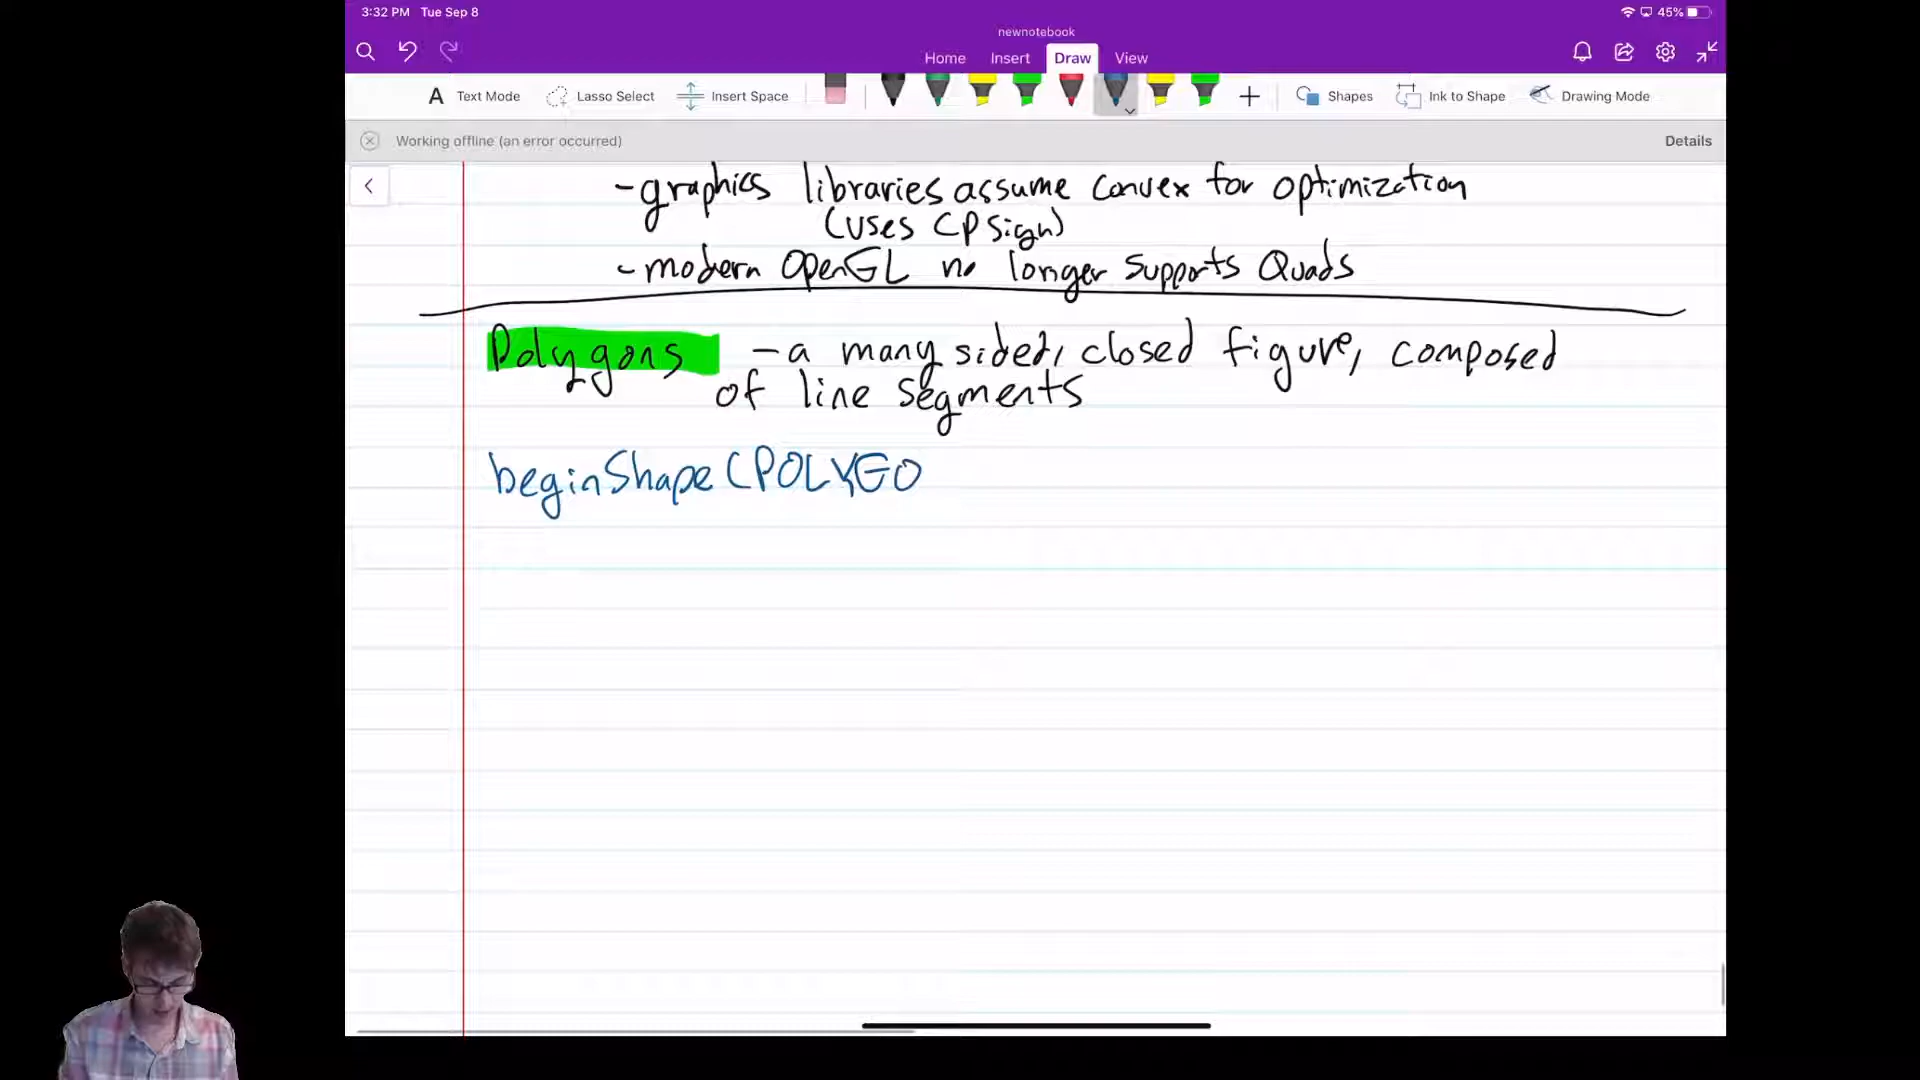 3:32 PM Tue Sep 8
45%
newnotebook
Home Insert Draw View
A Text Mode Lasso Select Insert Space Shapes Ink to Shape Drawing Mode
Working offline (an error occurred) Details
-graphics libraries assume convex for optimization
(uses CP sign)
-modern OpenGL no longer supports Quads
Polygons -a many sided, closed figure, composed
of line segments
beginShape(POLYGO